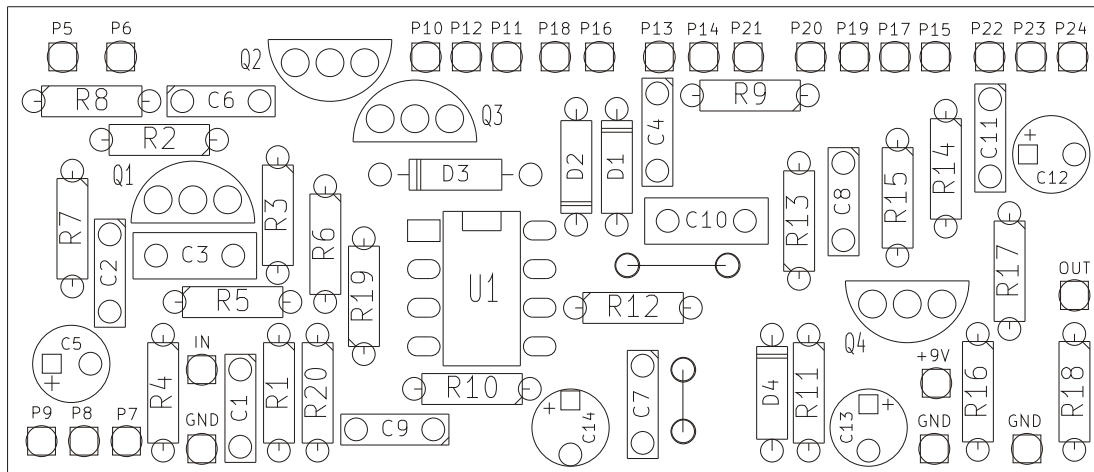 P5 P6 P10 P12 P11 P18 P16 P13 P14 P21 P20 P19 P17 P15 P22 P23 P24
Q2
R8 C6 R9
Q3 C4 C11
R2 D2 D1 R14 +
Q1 D3 C12
R7 R3 R6 R13 C8 R15
C2 C3 C10 R17
R19 U1 OUT
R5 R12
C5 IN Q4
+ +9V
R4 C1 R1 R20 R10 C7 D4 R11 R16 R18
P9 P8 P7 GND C9 + C14 C13 + GND GND